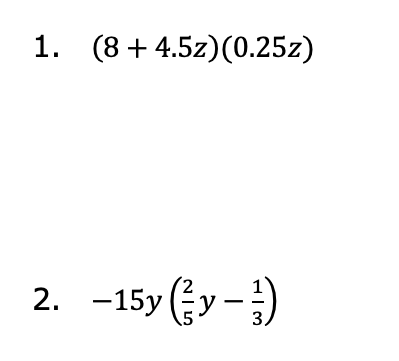 1. (8 + 4.5z)(0.25z)
2. −15y(2/5 y − 1/3)